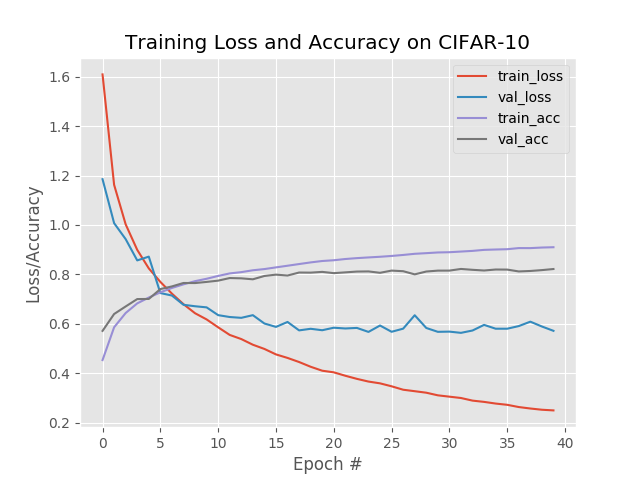 Training Loss and Accuracy on CIFAR-10
train_loss
val_loss
train_acc
val_acc
1.6
1.4
1.2
1.0
0.8
0.6
0.4
0.2
Loss/Accuracy
0 5 10 15 20 25 30 35 40
Epoch #